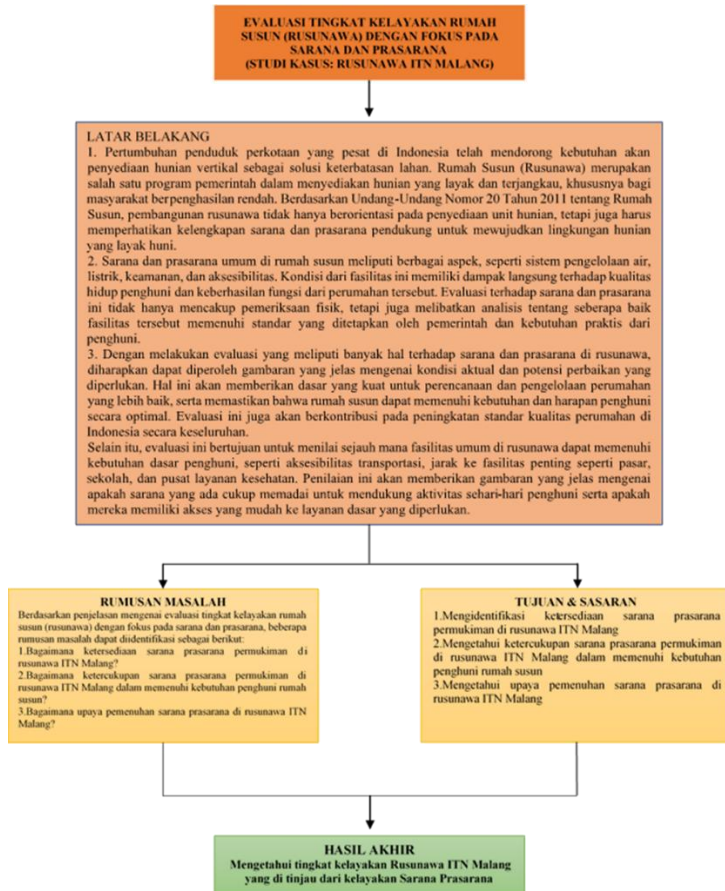 EVALUASI TINGKAT KELAYAKAN RUMAH
SUSUN (RUSUNAWA) DENGAN FOKUS PADA
SARANA DAN PRASARANA
(STUDI KASUS: RUSUNAWA ITN MALANG)
LATAR BELAKANG
1. Pertumbuhan penduduk perkotaan yang pesat di Indonesia telah mendorong kebutuhan akan
penyediaan hunian vertikal sebagai solusi keterbatasan lahan. Rumah Susun (Rusunawa) merupakan
salah satu program pemerintah dalam menyediakan hunian yang layak dan terjangkau, khususnya bagi
masyarakat berpenghasilan rendah. Berdasarkan Undang-Undang Nomor 20 Tahun 2011 tentang Rumah
Susun, pembangunan rusunawa tidak hanya berorientasi pada penyediaan unit hunian, tetapi juga harus
memperhatikan kelengkapan sarana dan prasarana pendukung untuk mewujudkan lingkungan hunian
yang layak huni.
2. Sarana dan prasarana umum di rumah susun meliputi berbagai aspek, seperti sistem pengelolaan air,
listrik, keamanan, dan aksesibilitas. Kondisi dari fasilitas ini memiliki dampak langsung terhadap kualitas
hidup penghuni dan keberhasilan fungsi dari perumahan tersebut. Evaluasi terhadap sarana dan prasarana
ini tidak hanya mencakup pemeriksaan fisik, tetapi juga melibatkan analisis tentang seberapa baik
fasilitas tersebut memenuhi standar yang ditetapkan oleh pemerintah dan kebutuhan praktis dari
penghuni.
3. Dengan melakukan evaluasi yang meliputi banyak hal terhadap sarana dan prasarana di rusunawa,
diharapkan dapat diperoleh gambaran yang jelas mengenai kondisi aktual dan potensi perbaikan yang
diperlukan. Hal ini akan memberikan dasar yang kuat untuk perencanaan dan pengelolaan perumahan
yang lebih baik, serta memastikan bahwa rumah susun dapat memenuhi kebutuhan dan harapan penghuni
secara optimal. Evaluasi ini juga akan berkontribusi pada peningkatan standar kualitas perumahan di
Indonesia secara keseluruhan.
Selain itu, evaluasi ini bertujuan untuk menilai sejauh mana fasilitas umum di rusunawa dapat memenuhi
kebutuhan dasar penghuni, seperti aksesibilitas transportasi, jarak ke fasilitas penting seperti pasar,
sekolah, dan pusat layanan kesehatan. Penilaian ini akan memberikan gambaran yang jelas mengenai
apakah sarana yang ada cukup memadai untuk mendukung aktivitas sehari-hari penghuni serta apakah
mereka memiliki akses yang mudah ke layanan dasar yang diperlukan.
RUMUSAN MASALAH
Berdasarkan penjelasan mengenai evaluasi tingkat kelayakan rumah
susun (rusunawa) dengan fokus pada sarana dan prasarana, beberapa
rumusan masalah dapat diidentifikasi sebagai berikut:
1.Bagaimana ketersediaan sarana prasarana permukiman di
rusunawa ITN Malang?
2.Bagaimana ketercukupan sarana prasarana permukiman di
rusunawa ITN Malang dalam memenuhi kebutuhan penghuni rumah
susun?
3.Bagaimana upaya pemenuhan sarana prasarana di rusunawa ITN
Malang?
TUJUAN & SASARAN
1.Mengidentifikasi ketersediaan sarana prasarana
permukiman di rusunawa ITN Malang
2.Mengetahui ketercukupan sarana prasarana permukiman
di rusunawa ITN Malang dalam memenuhi kebutuhan
penghuni rumah susun
3.Mengetahui upaya pemenuhan sarana prasarana di
rusunawa ITN Malang
HASIL AKHIR
Mengetahui tingkat kelayakan Rusunawa ITN Malang
yang di tinjau dari kelayakan Sarana Prasarana